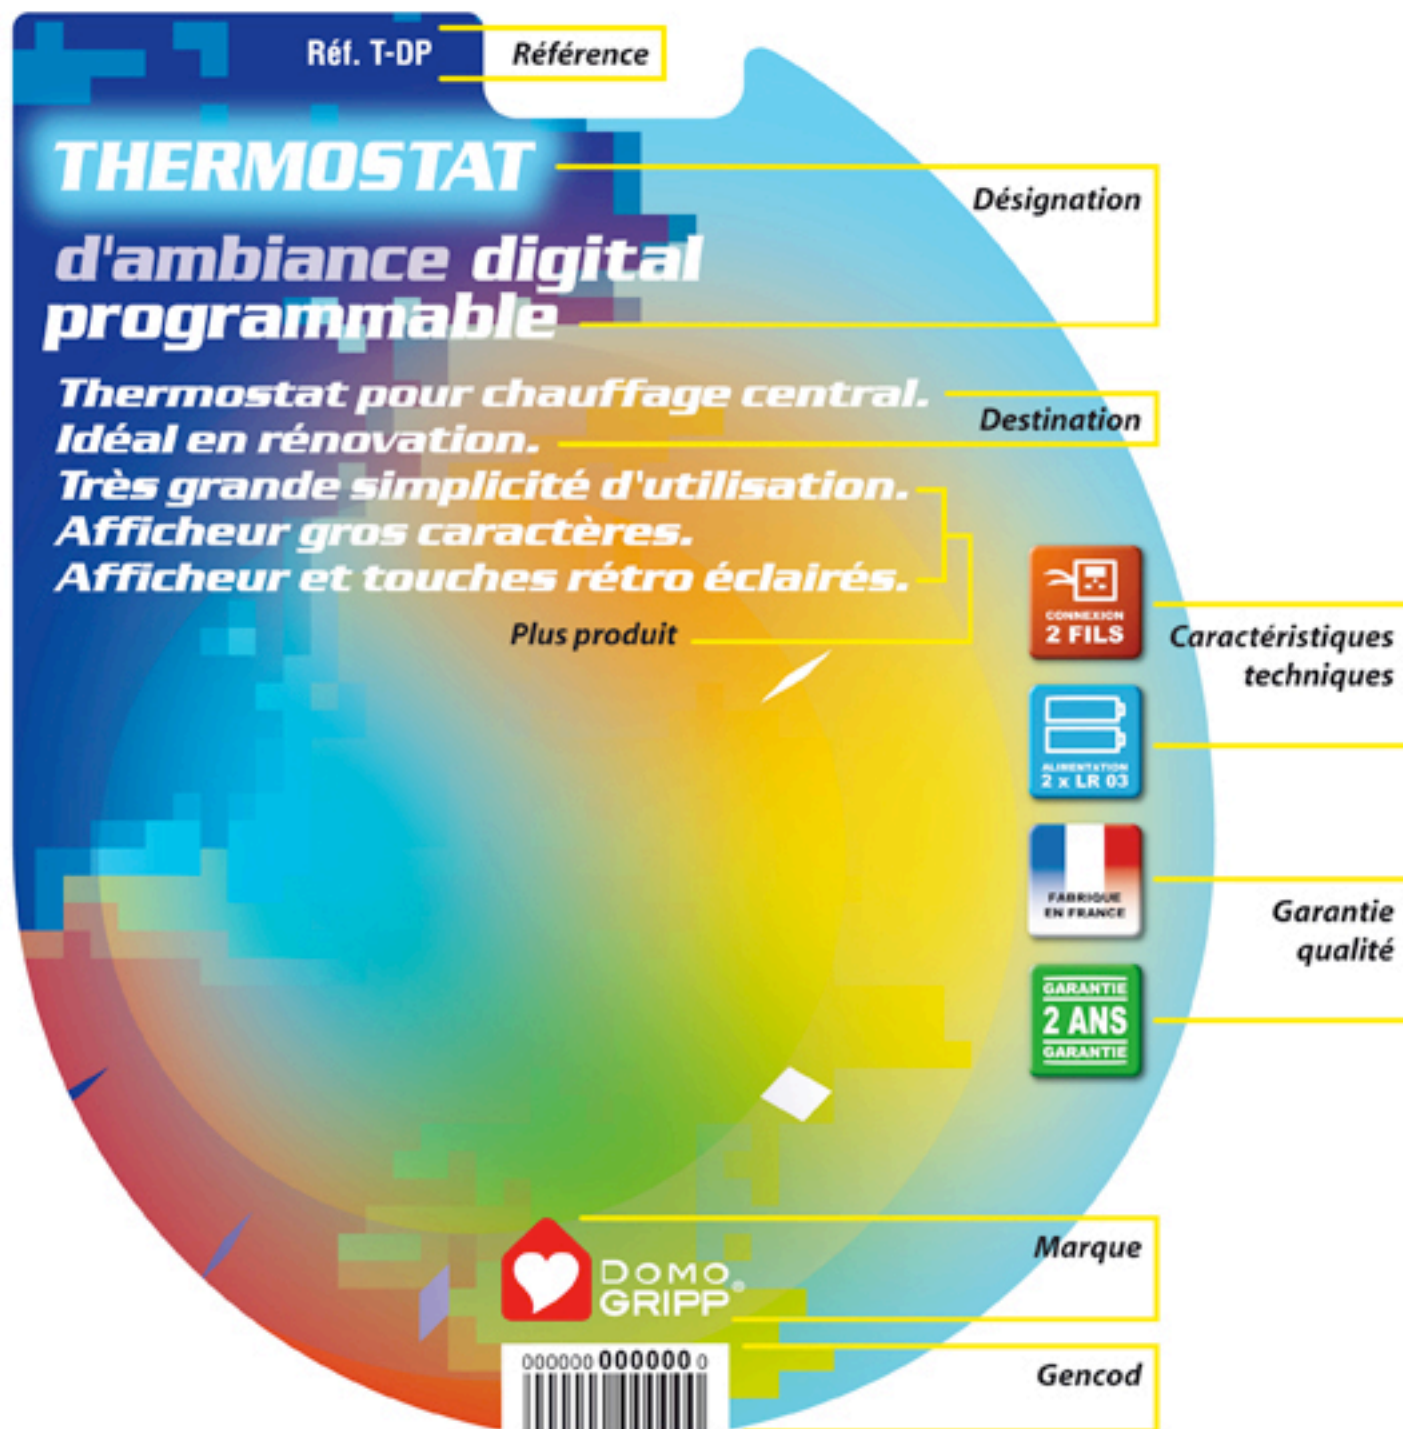 Réf. T-DP
Référence
THERMOSTAT
Désignation
d'ambiance digital
programmable
Thermostat pour chauffage central.
Destination
Idéal en rénovation.
Très grande simplicité d'utilisation.
Afficheur gros caractères.
Afficheur et touches rétro éclairés.
Plus produit
CONNEXION
2 FILS
Caractéristiques
techniques
ALIMENTATION
2 x LR 03
FABRIQUE
EN FRANCE
Garantie
qualité
GARANTIE
2 ANS
GARANTIE
Marque
DOMO
GRIPP®
000000 000000 0
Gencod